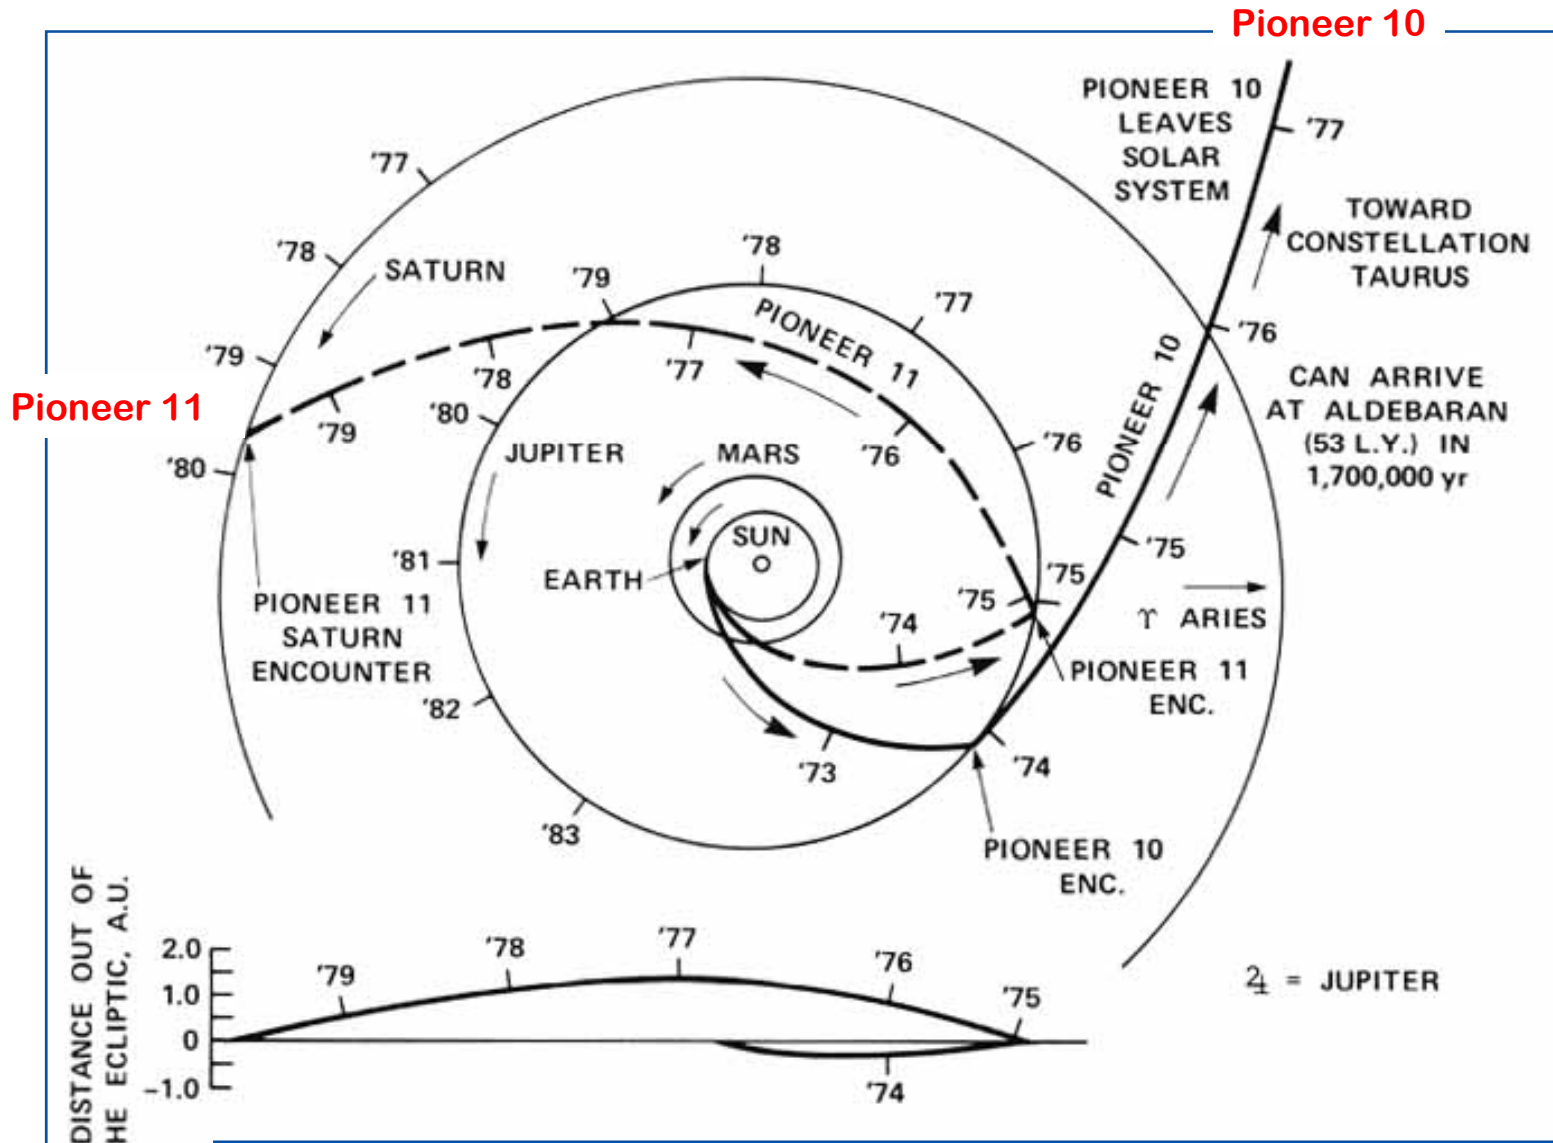 Pioneer 10
PIONEER 10
LEAVES
SOLAR
SYSTEM
'77
TOWARD
CONSTELLATION
TAURUS
'77
'78
SATURN
'79
'78
'77
PIONEER 11
'76
PIONEER 10
CAN ARRIVE
AT ALDEBARAN
(53 L.Y.) IN
1,700,000 yr
'79
Pioneer 11
'79
'78
'77
'76
'76
'80
'80
JUPITER
MARS
SUN
EARTH
'81
'75
'75
'75
♈ ARIES
PIONEER 11
SATURN
ENCOUNTER
'74
PIONEER 11
ENC.
'82
'73
'74
'83
PIONEER 10
ENC.
DISTANCE OUT OF
HE ECLIPTIC, A.U.
2.0
1.0
0
-1.0
'79
'78
'77
'76
'75
'74
♃ = JUPITER